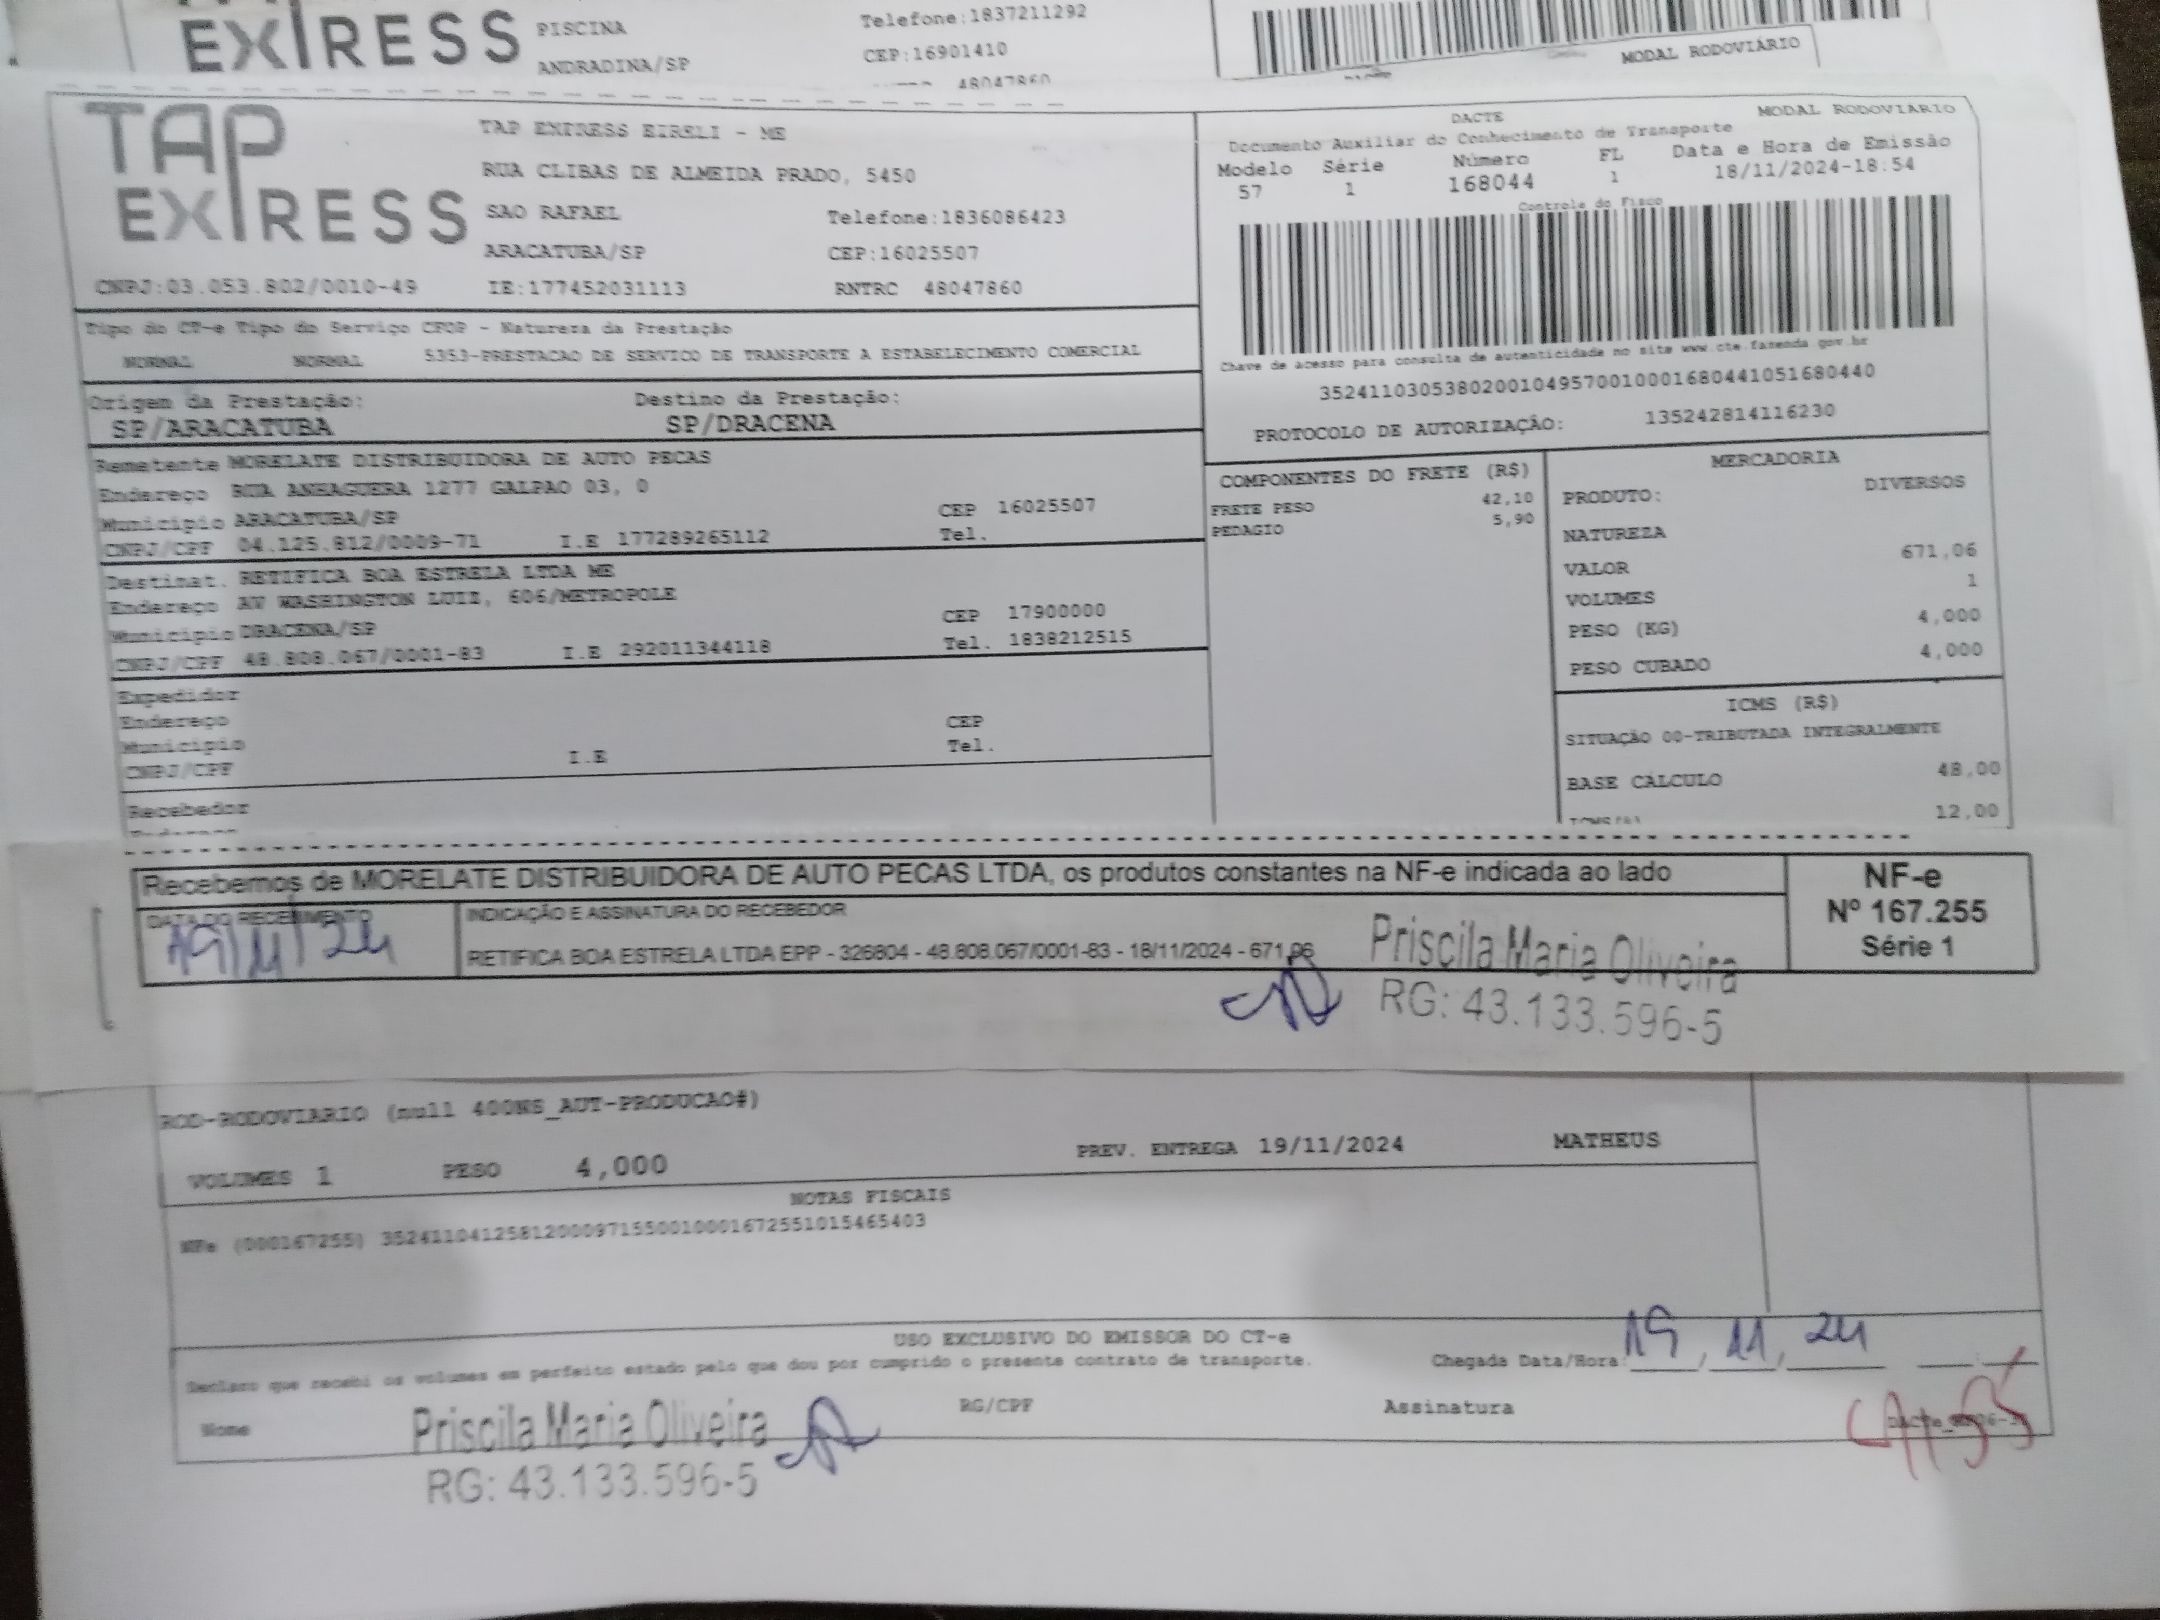 EXPRESS
PISCINA
ANDRADINA/SP
Telefone:1837211292
CEP:16901410
48047860
MODAL RODOVIÁRIO
TAP
EXPRESS
TAP EXPRESS EIRELI - ME
RUA CLIBAS DE ALMEIDA PRADO, 5450
SAO RAFAEL
Telefone:1836086423
ARACATUBA/SP
CEP:16025507
CNPJ:03.053.802/0010-49 IE:177452031113 RNTRC 48047860
DACTE MODAL RODOVIÁRIO
Documento Auxiliar do Conhecimento de Transporte
Modelo Série Número FL Data e Hora de Emissão
57 1 168044 1 18/11/2024-18:54
Controle do Fisco
Chave de acesso para consulta de autenticidade no site www.cte.fazenda.gov.br
35241103053802001049570010001680441051680440
PROTOCOLO DE AUTORIZAÇÃO: 135242814116230
Tipo do CT-e Tipo do Serviço CFOP - Natureza da Prestação
NORMAL NORMAL 5353-PRESTACAO DE SERVICO DE TRANSPORTE A ESTABELECIMENTO COMERCIAL
Origem da Prestação: Destino da Prestação:
SP/ARACATUBA SP/DRACENA
Remetente MORELATE DISTRIBUIDORA DE AUTO PECAS
Endereço RUA ANHAGUERA 1277 GALPAO 03, 0
Município ARACATUBA/SP CEP 16025507
CNPJ/CPF 04.125.812/0009-71 I.E 177289265112 Tel.
Destinat. RETIFICA BOA ESTRELA LTDA ME
Endereço AV WASHINGTON LUIZ, 606/METROPOLE
Município DRACENA/SP CEP 17900000
CNPJ/CPF 48.808.067/0001-83 I.E 292011344118 Tel. 1838212515
Expedidor
Endereço CEP
Município Tel.
CNPJ/CPF I.E
Recebedor
COMPONENTES DO FRETE (R$)
FRETE PESO 42,10
PEDAGIO 5,90
MERCADORIA
PRODUTO: DIVERSOS
NATUREZA
VALOR 671,06
VOLUMES 1
PESO (KG) 4,000
PESO CUBADO 4,000
ICMS (R$)
SITUAÇÃO 00-TRIBUTADA INTEGRALMENTE
BASE CÁLCULO 48,00
12,00
Recebemos de MORELATE DISTRIBUIDORA DE AUTO PECAS LTDA, os produtos constantes na NF-e indicada ao lado
DATA DO RECEBIMENTO
19/11/24
INDICAÇÃO E ASSINATURA DO RECEBEDOR
RETIFICA BOA ESTRELA LTDA EPP - 326804 - 48.808.067/0001-83 - 18/11/2024 - 671,06
Priscila Maria Oliveira
RG: 43.133.596-5
NF-e
Nº 167.255
Série 1
ROD-RODOVIARIO (null 400NS_AUT-PRODUCAO#)
VOLUMES 1 PESO 4,000 PREV. ENTREGA 19/11/2024 MATHEUS
NOTAS FISCAIS
NFe (000167255) 35241104125812000971550010001672551015465403
USO EXCLUSIVO DO EMISSOR DO CT-e
Declaro que recebi os volumes em perfeito estado pelo que dou por cumprido o presente contrato de transporte. Chegada Data/Hora: 19/11/24
Nome RG/CPF Assinatura
Priscila Maria Oliveira
RG: 43.133.596-5